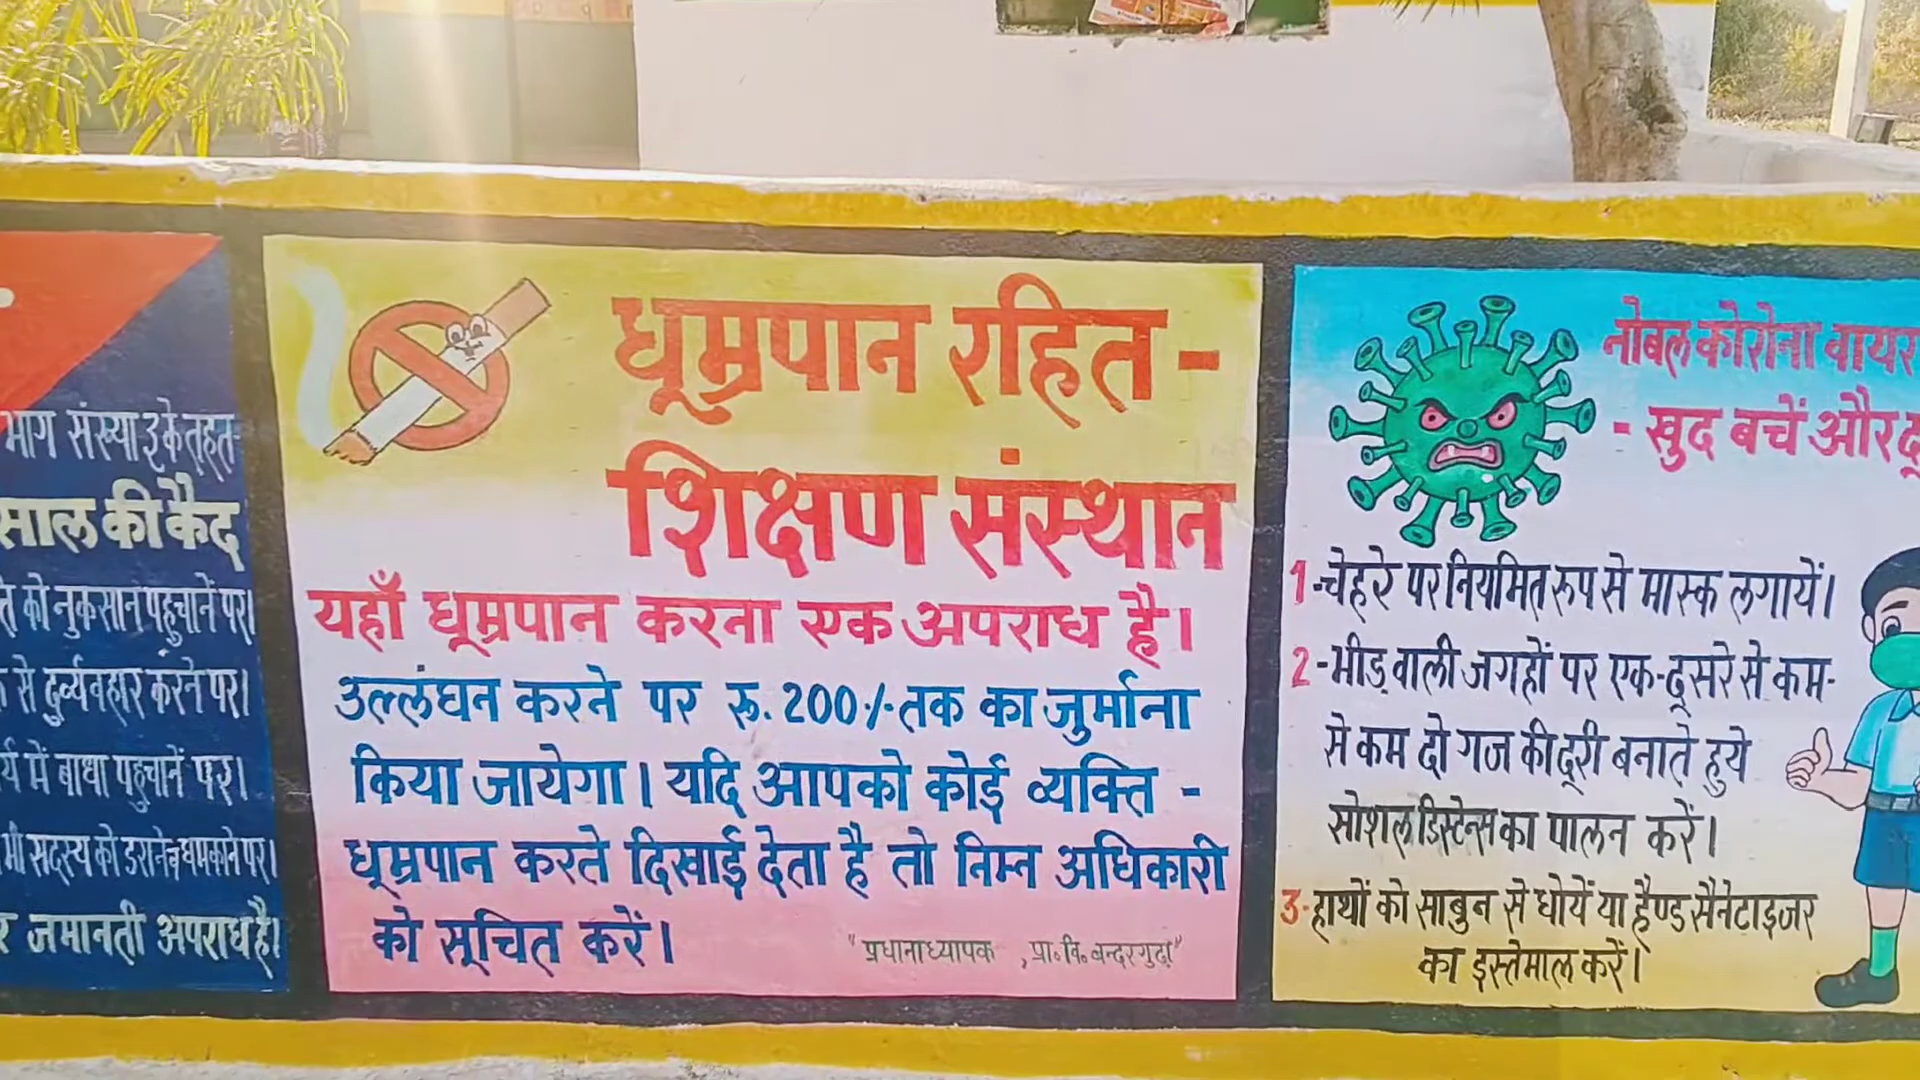 भाग संख्या 3 के तहत-
साल की कैद
को नुकसान पहुचानें पर।
से दुर्व्यवहार करने पर।
में बाधा पहुचानें पर।
सदस्य को डराने व धमकाने पर।
जमानती अपराध है।
धूम्रपान रहित -
शिक्षण संस्थान
यहाँ धूम्रपान करना एक अपराध है।
उल्लंघन करने पर रू. 200/- तक का जुर्माना
किया जायेगा। यदि आपको कोई व्यक्ति -
धूम्रपान करते दिखाई देता है तो निम्न अधिकारी
को सूचित करें।
"प्रधानाध्यापक , प्रा॰ वि॰ बन्दरगुढ़ा"
नोबल कोरोना वायर
- खुद बचें और
1-चेहरे पर नियमित रूप से मास्क लगायें।
2-भीड़ वाली जगहों पर एक-दूसरे से कम-
से कम दो गज की दूरी बनाते हुये
सोशल डिस्टेन्स का पालन करें।
3-हाथों को साबुन से धोयें या हैण्ड सैनेटाइजर
का इस्तेमाल करें।